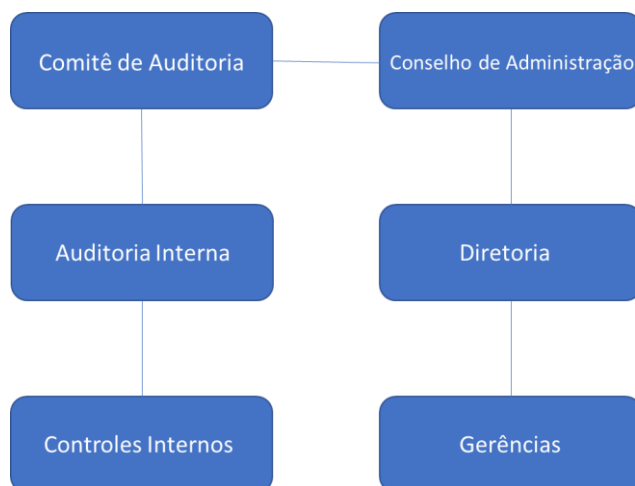 Comitê de Auditoria
Conselho de Administração
Auditoria Interna
Diretoria
Controles Internos
Gerências